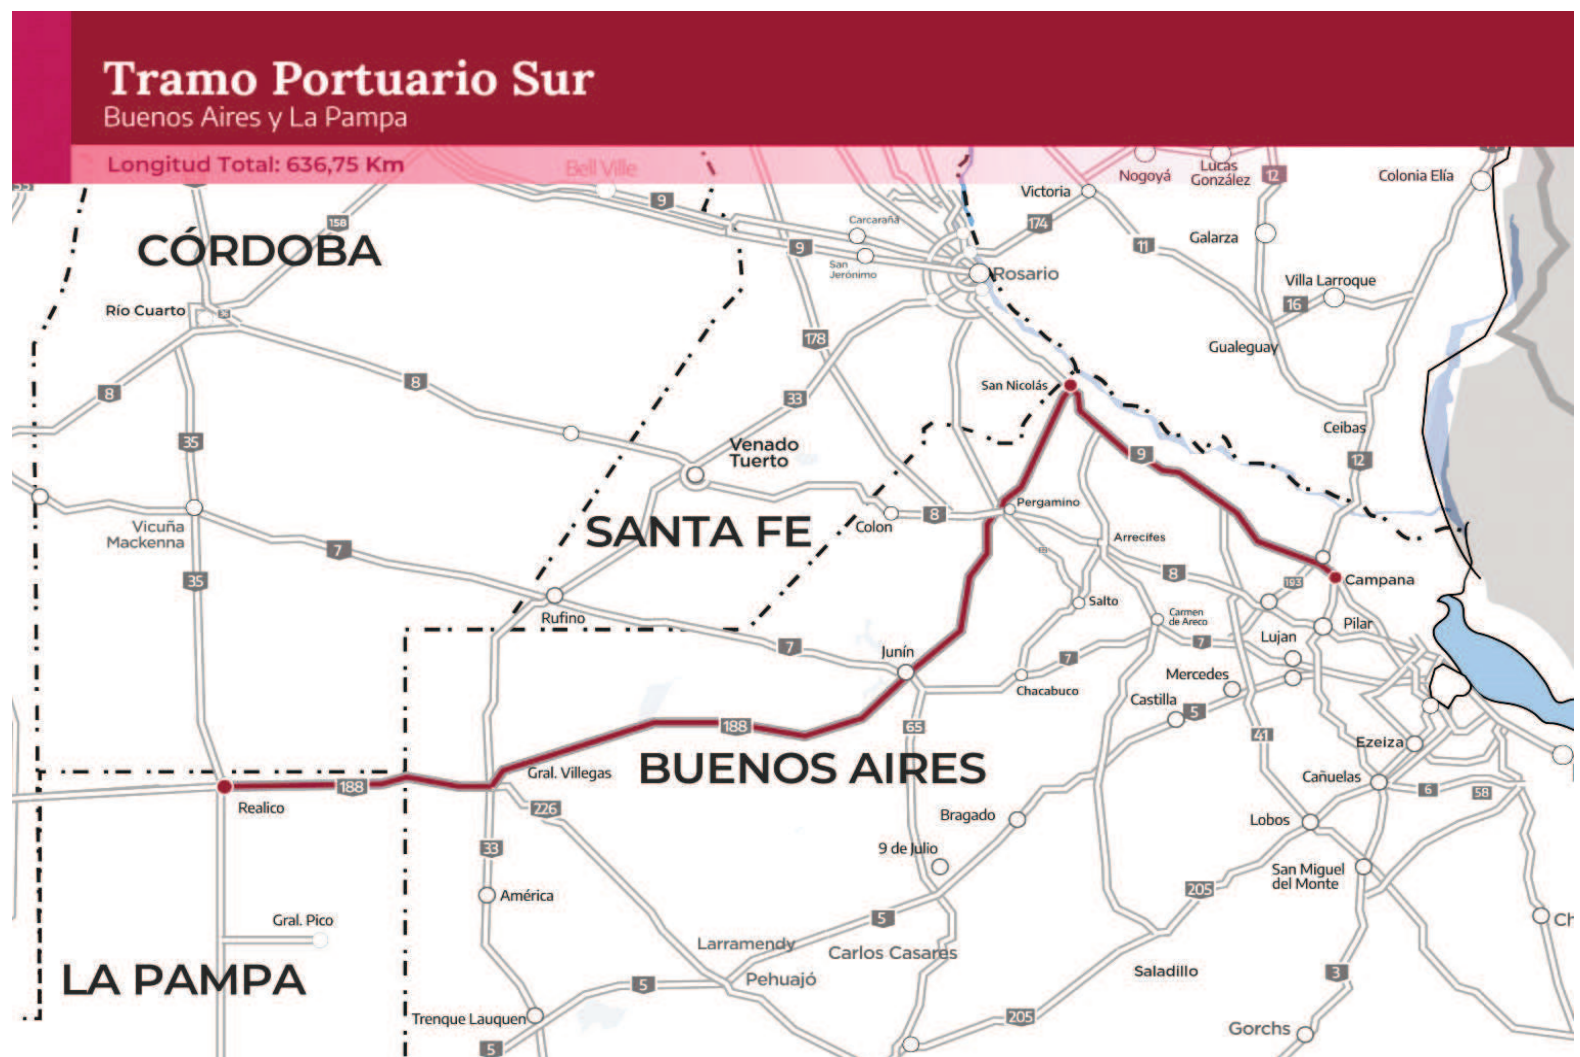 Tramo Portuario Sur
Buenos Aires y La Pampa
Longitud Total: 636,75 Km
Bell Ville
Nogoyá
Lucas
González
12
Colonia Elía
Victoria
9
158
174
Carcarañá
11
Galarza
CÓRDOBA
9
San
Jerónimo
Rosario
Villa Larroque
16
Río Cuarto
36
178
Gualeguay
8
8
San Nicolás
33
35
Venado
Tuerto
9
Ceibas
12
Vicuña
Mackenna
SANTA FE
Colon
8
Pergamino
Arrecifes
7
35
8
193
Campana
Rufino
Salto
Carmen
de Areco
7
Lujan
Pilar
7
Junín
7
Chacabuco
Mercedes
Castilla
5
188
65
41
Ezeiza
BUENOS AIRES
Gral. Villegas
188
Realico
226
Cañuelas
6
58
Bragado
Lobos
33
9 de Julio
San Miguel
del Monte
América
205
Gral. Pico
5
Ch
Larramendy
Carlos Casares
LA PAMPA
5
Pehuajó
Saladillo
3
Trenque Lauquen
205
Gorchs
5